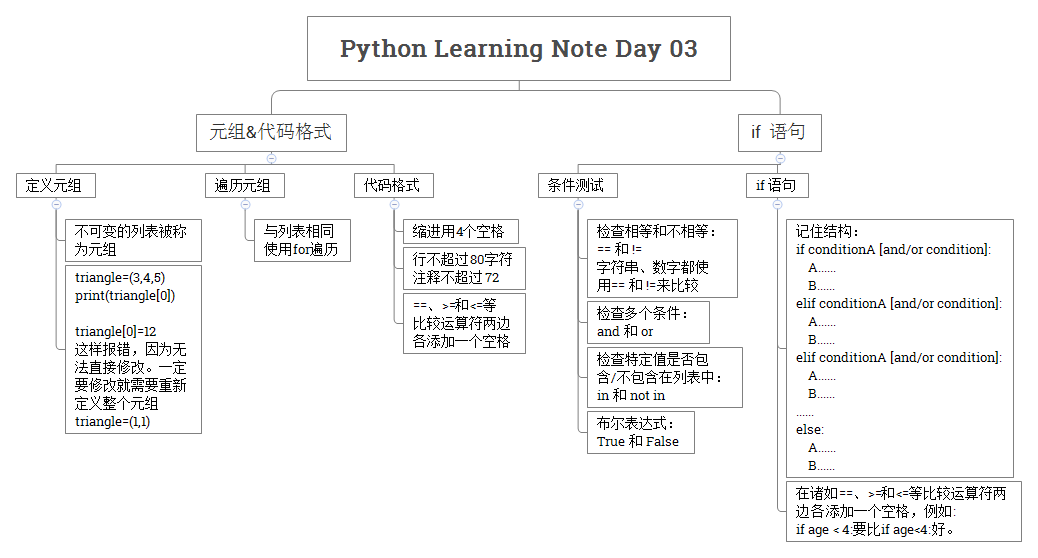 Python Learning Note Day 03
元组&代码格式
定义元组
不可变的列表被称
为元组
triangle=(3,4,5)
print(triangle[0])
triangle[0]=12
这样报错，因为无
法直接修改。一定
要修改就需要重新
定义整个元组
triangle=(1,1)
遍历元组
与列表相同
使用for遍历
代码格式
缩进用4个空格
行不超过80字符
注释不超过 72
==、>=和<=等
比较运算符两边
各添加一个空格
if 语句
条件测试
检查相等和不相等：
== 和 !=
字符串、数字都使
用== 和 !=来比较
检查多个条件：
and 和 or
检查特定值是否包
含/不包含在列表中：
in 和 not in
布尔表达式：
True 和 False
if 语句
记住结构：
if conditionA [and/or condition]:
A......
B......
elif conditionA [and/or condition]:
A......
B......
elif conditionA [and/or condition]:
A......
B......
......
else:
A......
B......
在诸如==、>=和<=等比较运算符两
边各添加一个空格，例如:
if age < 4:要比if age<4:好。